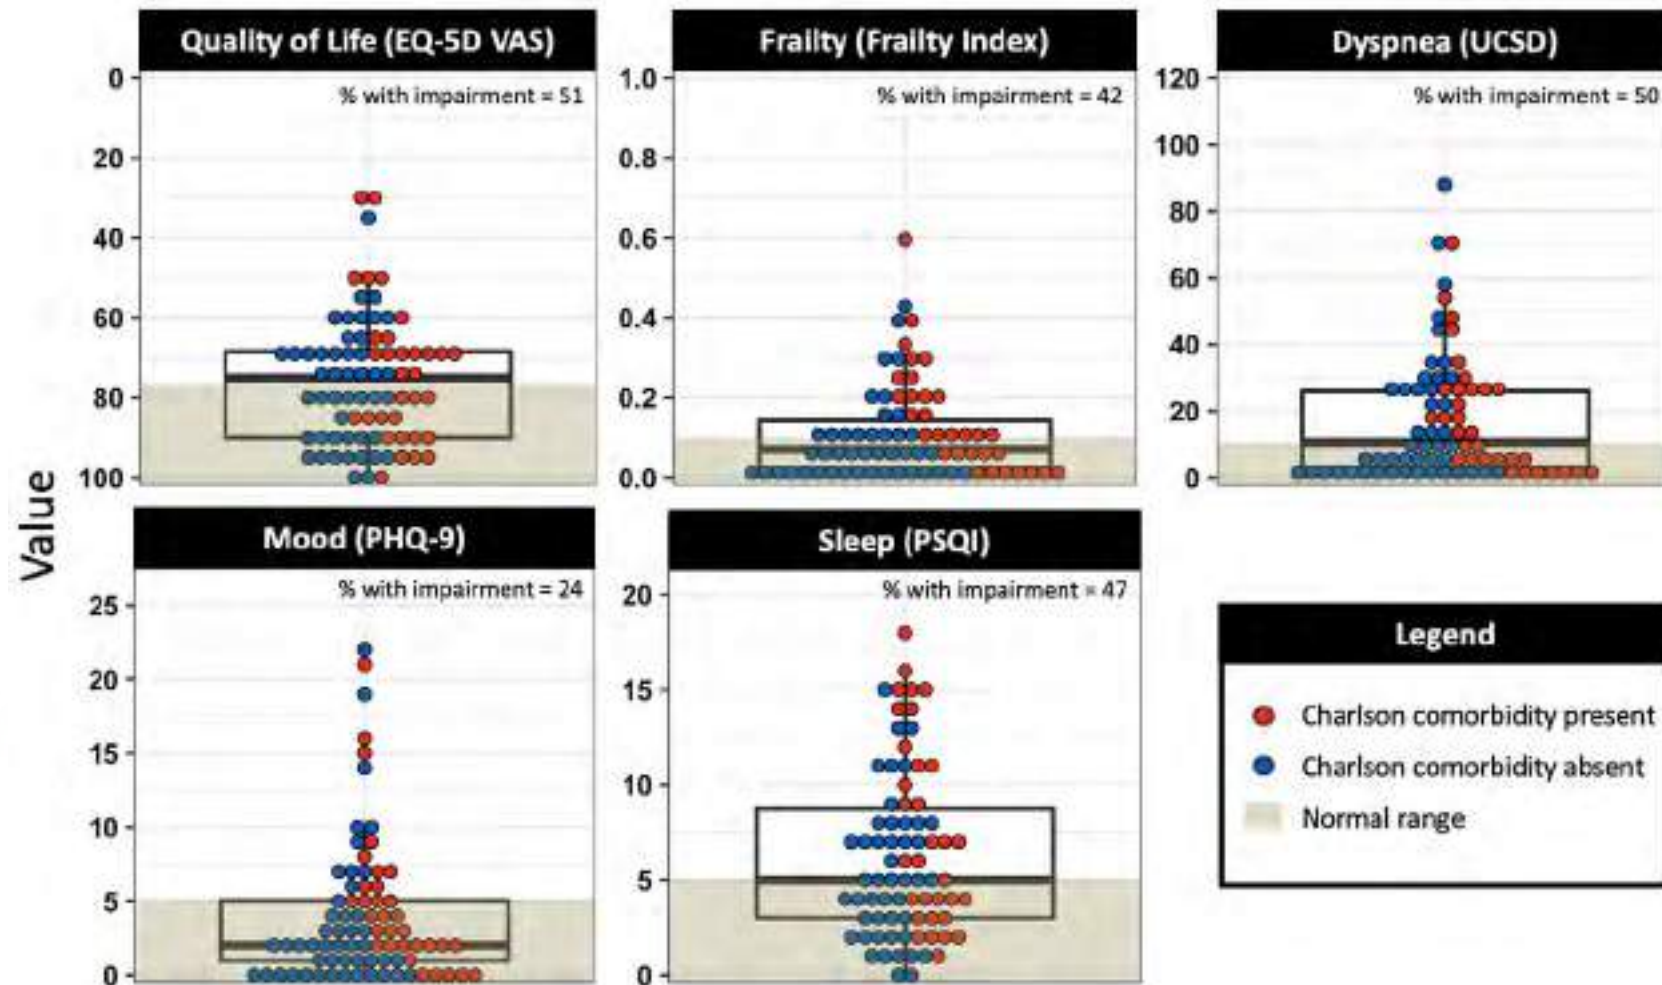 Quality of Life (EQ-5D VAS)
% with impairment = 51
0
20
40
60
80
100
Frailty (Frailty Index)
% with impairment = 42
1.0
0.8
0.6
0.4
0.2
0.0
Dyspnea (UCSD)
% with impairment = 50
120
100
80
60
40
20
0
Value
Mood (PHQ-9)
% with impairment = 24
25
20
15
10
5
0
Sleep (PSQI)
% with impairment = 47
20
15
10
5
0
Legend
Charlson comorbidity present
Charlson comorbidity absent
Normal range